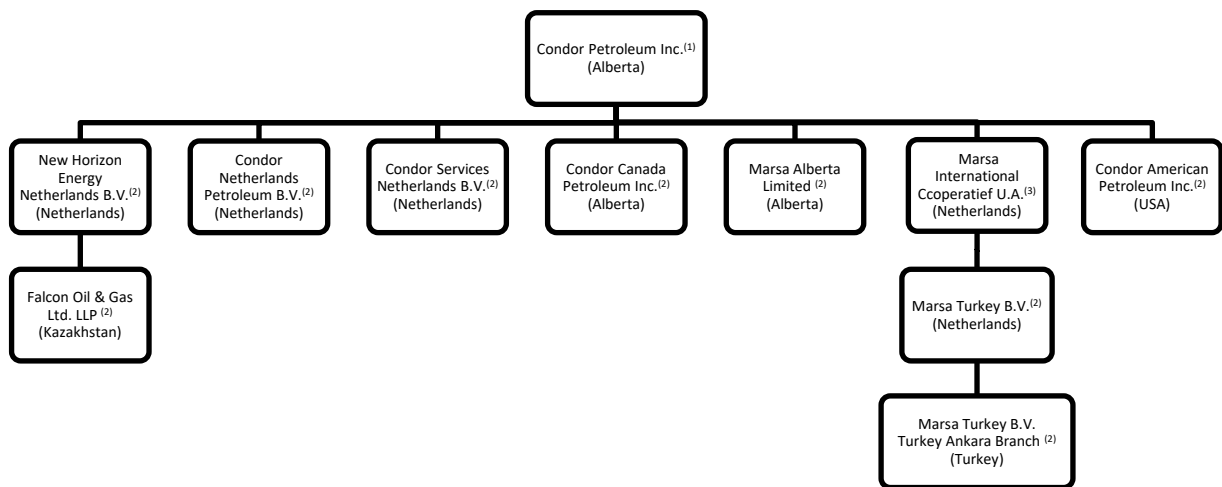 Condor Petroleum Inc.(1)
(Alberta)
New Horizon
Energy
Netherlands B.V.(2)
(Netherlands)
Condor
Netherlands
Petroleum B.V.(2)
(Netherlands)
Condor Services
Netherlands B.V.(2)
(Netherlands)
Condor Canada
Petroleum Inc.(2)
(Alberta)
Marsa Alberta
Limited (2)
(Alberta)
Marsa
International
Ccoperatief U.A.(3)
(Netherlands)
Condor American
Petroleum Inc.(2)
(USA)
Falcon Oil & Gas
Ltd. LLP (2)
(Kazakhstan)
Marsa Turkey B.V.(2)
(Netherlands)
Marsa Turkey B.V.
Turkey Ankara Branch (2)
(Turkey)